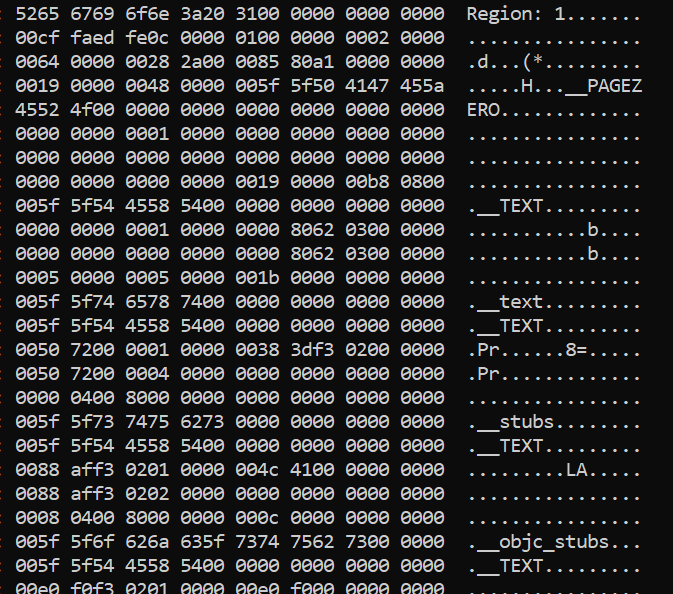 5265 6769 6f6e 3a20 3100 0000 0000 0000  Region: 1.......
00cf faed fe0c 0000 0100 0000 0002 0000  ................
0064 0000 0028 2a00 0085 80a1 0000 0000  .d...(*.........
0019 0000 0048 0000 005f 5f50 4147 455a  .....H...__PAGEZ
4552 4f00 0000 0000 0000 0000 0000 0000  ERO.............
0000 0000 0001 0000 0000 0000 0000 0000  ................
0000 0000 0000 0000 0000 0000 0000 0000  ................
0000 0000 0000 0000 0019 0000 00b8 0800  ................
005f 5f54 4558 5400 0000 0000 0000 0000  .__TEXT.........
0000 0000 0001 0000 0000 8062 0300 0000  ...........b....
0000 0000 0000 0000 0000 8062 0300 0000  ...........b....
0005 0000 0005 0000 001b 0000 0000 0000  ................
005f 5f74 6578 7400 0000 0000 0000 0000  .__text.........
005f 5f54 4558 5400 0000 0000 0000 0000  .__TEXT.........
0050 7200 0001 0000 0038 3df3 0200 0000  .Pr......8=.....
0050 7200 0004 0000 0000 0000 0000 0000  .Pr.............
0000 0400 8000 0000 0000 0000 0000 0000  ................
005f 5f73 7475 6273 0000 0000 0000 0000  .__stubs........
005f 5f54 4558 5400 0000 0000 0000 0000  .__TEXT.........
0088 aff3 0201 0000 004c 4100 0000 0000  .........LA.....
0088 aff3 0202 0000 0000 0000 0000 0000  ................
0008 0400 8000 0000 000c 0000 0000 0000  ................
005f 5f6f 626a 635f 7374 7562 7300 0000  .__objc_stubs...
005f 5f54 4558 5400 0000 0000 0000 0000  .__TEXT.........
00e0 f0f3 0201 0000 00e0 f000 0000 0000  ................